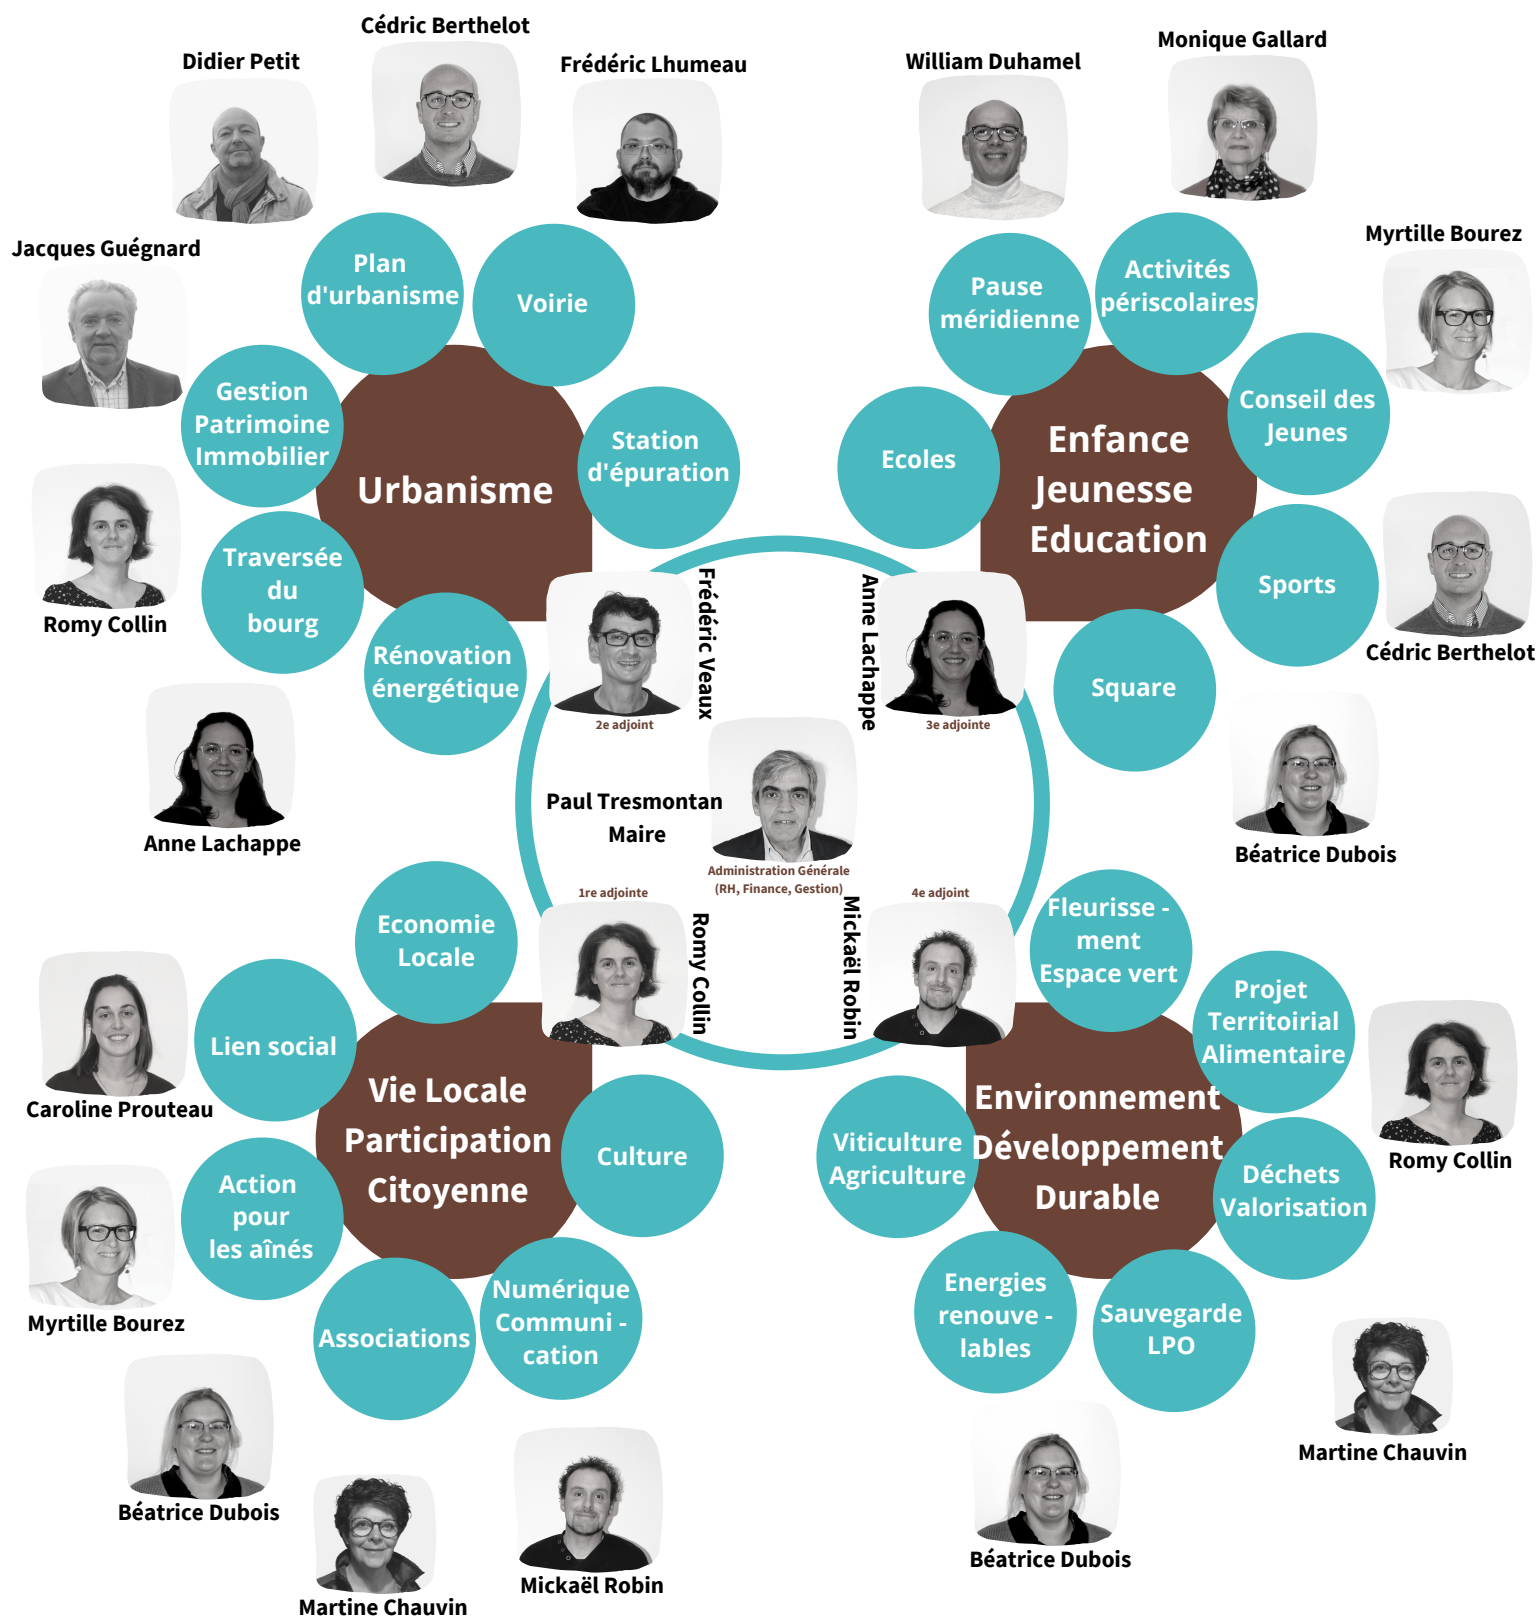 Cédric Berthelot
Didier Petit
Frédéric Lhumeau
Jacques Guégnard
Plan
d'urbanisme
Voirie
Gestion
Patrimoine
Immobilier
Station
d'épuration
Urbanisme
Romy Collin
Traversée
du
bourg
Rénovation
énergétique
Anne Lachappe
Monique Gallard
William Duhamel
Myrtille Bourez
Activités
périscolaires
Pause
méridienne
Conseil des
Jeunes
Ecoles
Enfance
Jeunesse
Education
Sports
Cédric Berthelot
Square
Béatrice Dubois
Frédéric Veaux
2e adjoint
Anne Lachappe
3e adjointe
Paul Tresmontan
Maire
Administration Générale
(RH, Finance, Gestion)
1re adjointe
Romy Collin
4e adjoint
Mickaël Robin
Economie
Locale
Lien social
Caroline Prouteau
Vie Locale
Participation
Citoyenne
Culture
Action
pour
les aînés
Myrtille Bourez
Associations
Numérique
Communi -
cation
Béatrice Dubois
Martine Chauvin
Mickaël Robin
Fleurisse -
ment
Espace vert
Projet
Territoirial
Alimentaire
Romy Collin
Environnement
Développement
Durable
Viticulture
Agriculture
Déchets
Valorisation
Energies
renouve -
lables
Sauvegarde
LPO
Martine Chauvin
Béatrice Dubois